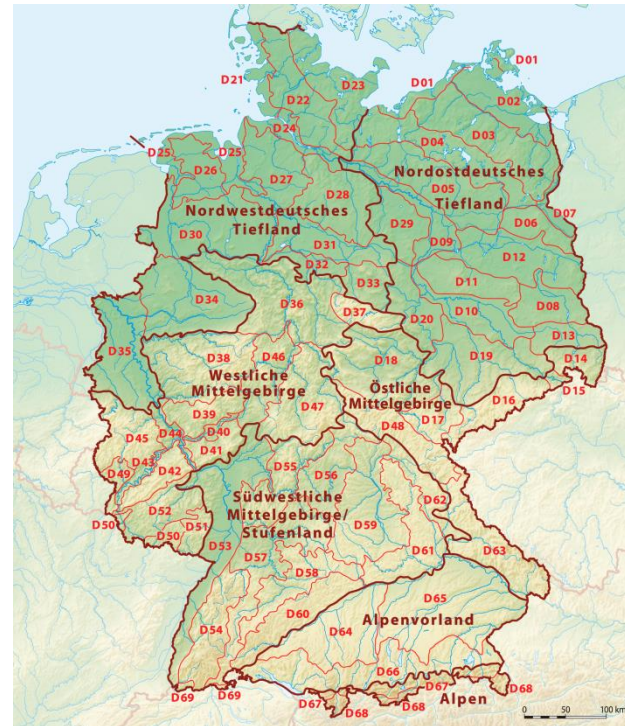 D21
D22
D23
D01
D01
D02
D24
D04
D03
D25
D25
D26
D27
D28
Nordwestdeutsches
Tiefland
Nordostdeutsches
D05
Tiefland
D06
D07
D30
D29
D09
D12
D31
D32
D33
D34
D36
D37
D11
D08
D10
D20
D13
D35
D38
D46
Westliche
Mittelgebirge
D18
D19
D14
D15
D16
Östliche
Mittelgebirge
D17
D39
D40
D47
D48
D45
D44
D41
D43
D49
D42
D55
D56
D62
Südwestliche
Mittelgebirge/
Stufenland
D50
D52
D51
D50
D53
D57
D59
D61
D63
D58
D60
D54
D65
Alpenvorland
D64
D66
D69
D69
D67
D68
D68
D67
Alpen
D68
0 50 100 km